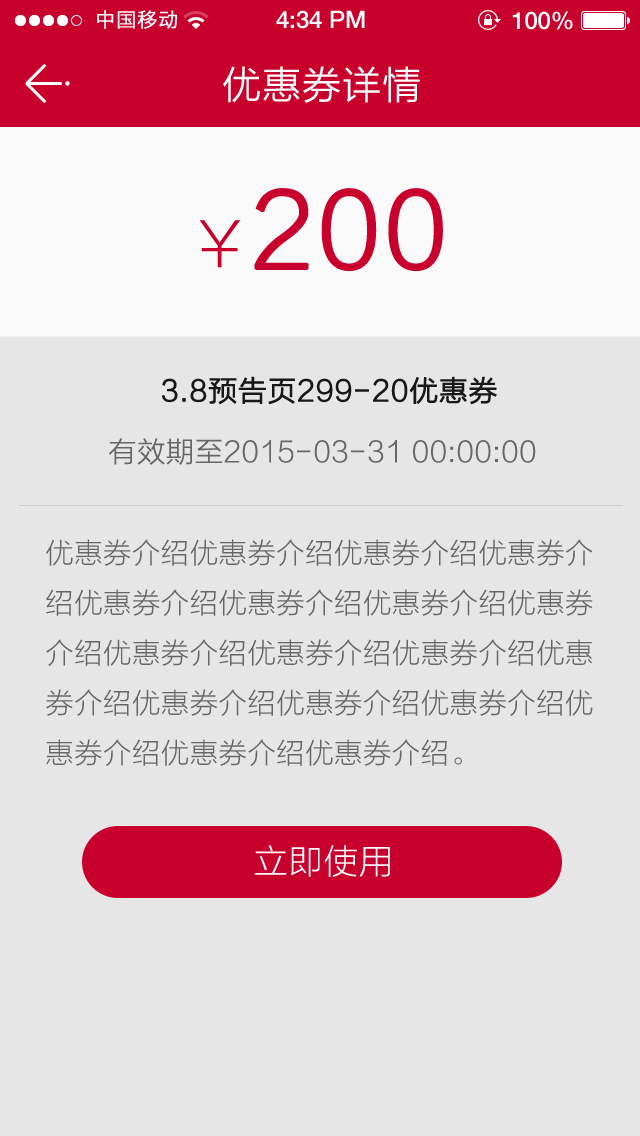 中国移动 4:34 PM 100%
优惠券详情
¥200
3.8预告页299-20优惠券
有效期至2015-03-31 00:00:00
优惠券介绍优惠券介绍优惠券介绍优惠券介
绍优惠券介绍优惠券介绍优惠券介绍优惠券
介绍优惠券介绍优惠券介绍优惠券介绍优惠
券介绍优惠券介绍优惠券介绍优惠券介绍优
惠券介绍优惠券介绍优惠券介绍。
立即使用